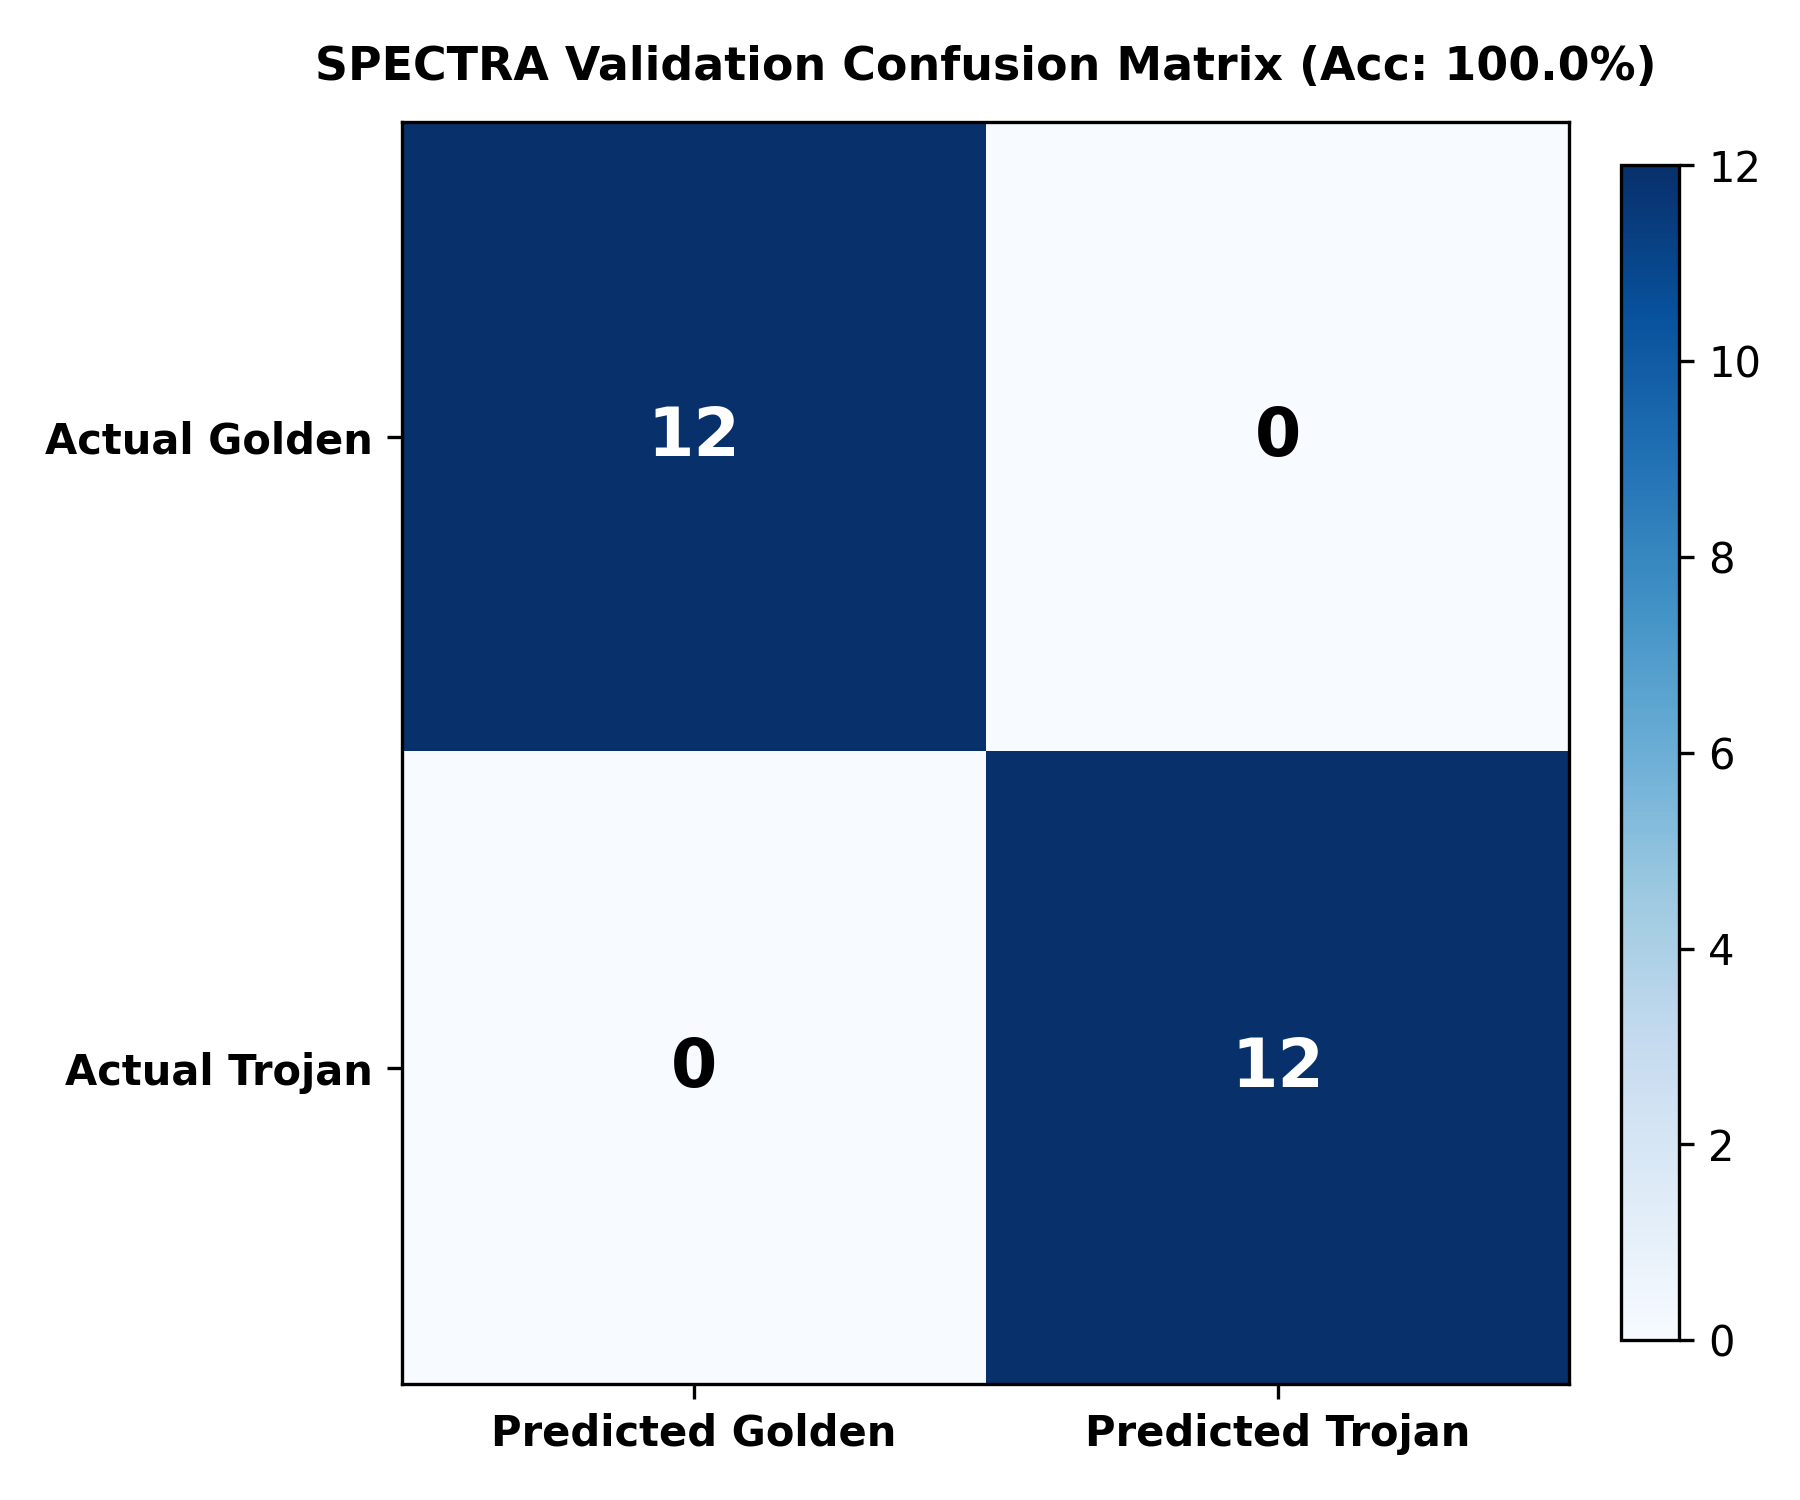 SPECTRA Validation Confusion Matrix (Acc: 100.0%)
12
10
8
6
4
2
0
Actual Golden
12
0
Actual Trojan
0
12
Predicted Golden
Predicted Trojan